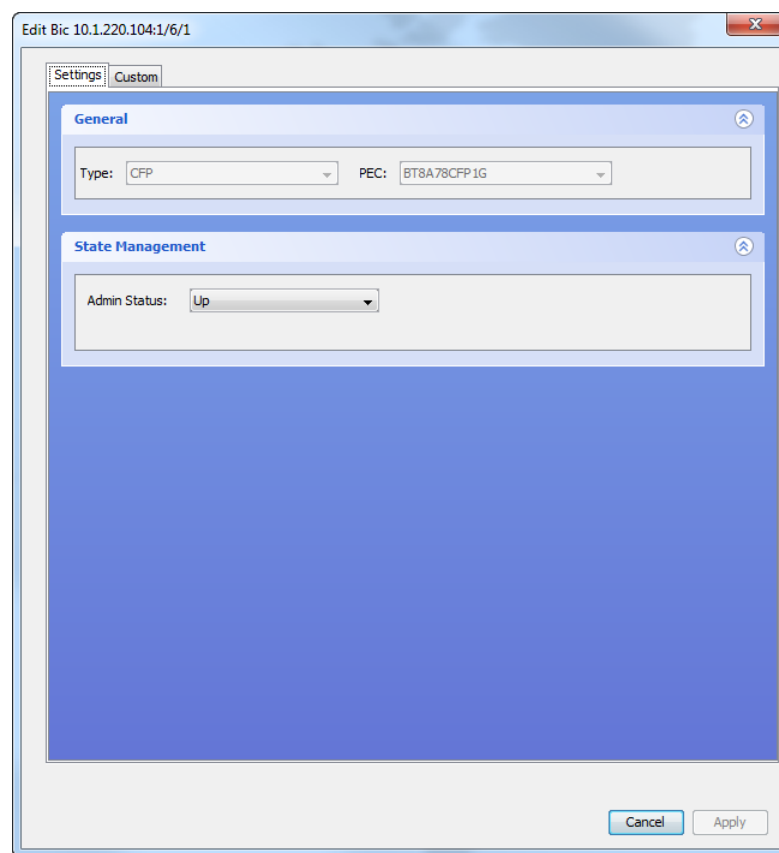 Edit Bic 10.1.220.104:1/6/1
Settings Custom
General
Type: CFP PEC: BT8A78CFP1G
State Management
Admin Status: Up
Cancel Apply